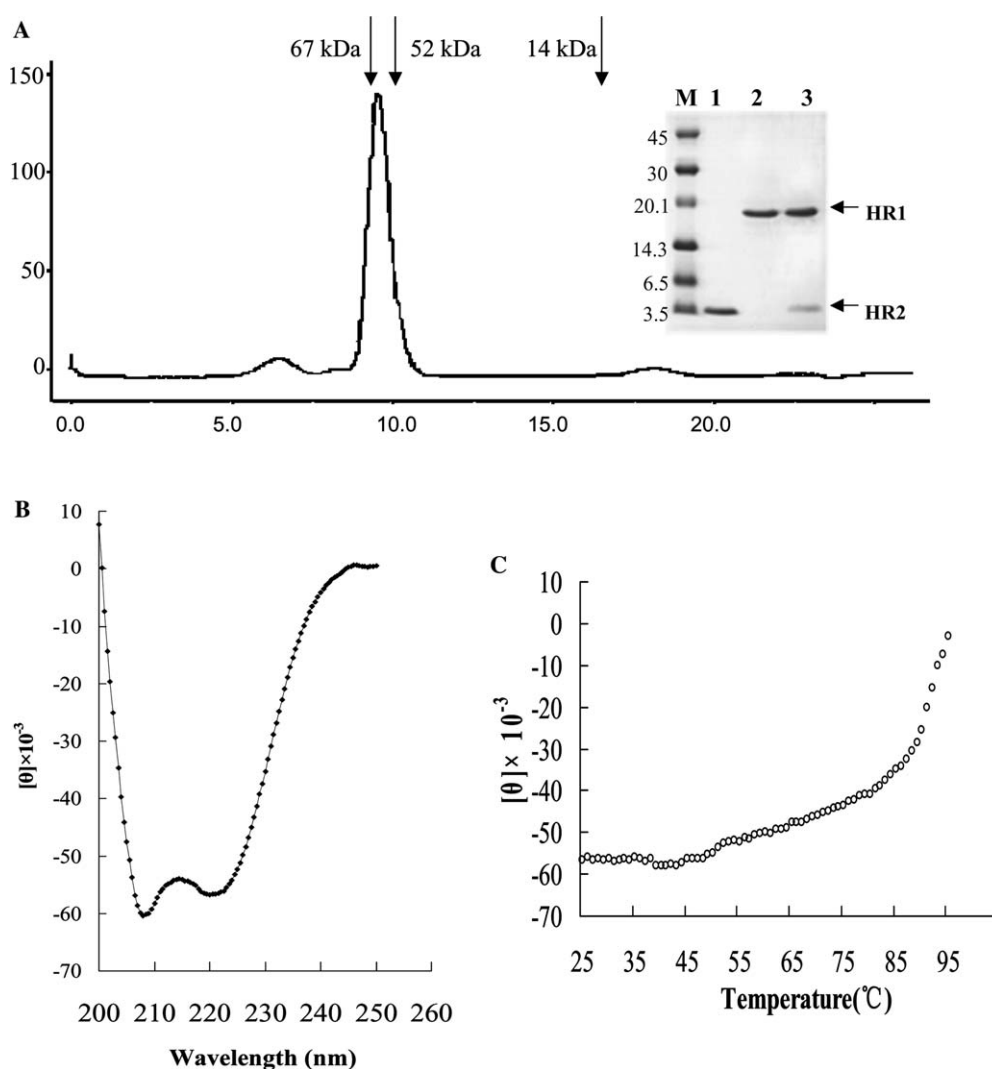 A
67 kDa 52 kDa 14 kDa
150
100
50
0
0.0 5.0 10.0 15.0 20.0
M 1 2 3
45
30
20.1
14.3
6.5
3.5
HR1
HR2
B
10
0
-10
-20
-30
-40
-50
-60
-70
[θ]×10⁻³
200 210 220 230 240 250 260
Wavelength (nm)
C
10
0
-10
-20
-30
-40
-50
-60
-70
[θ]× 10⁻³
25 35 45 55 65 75 85 95
Temperature(℃)